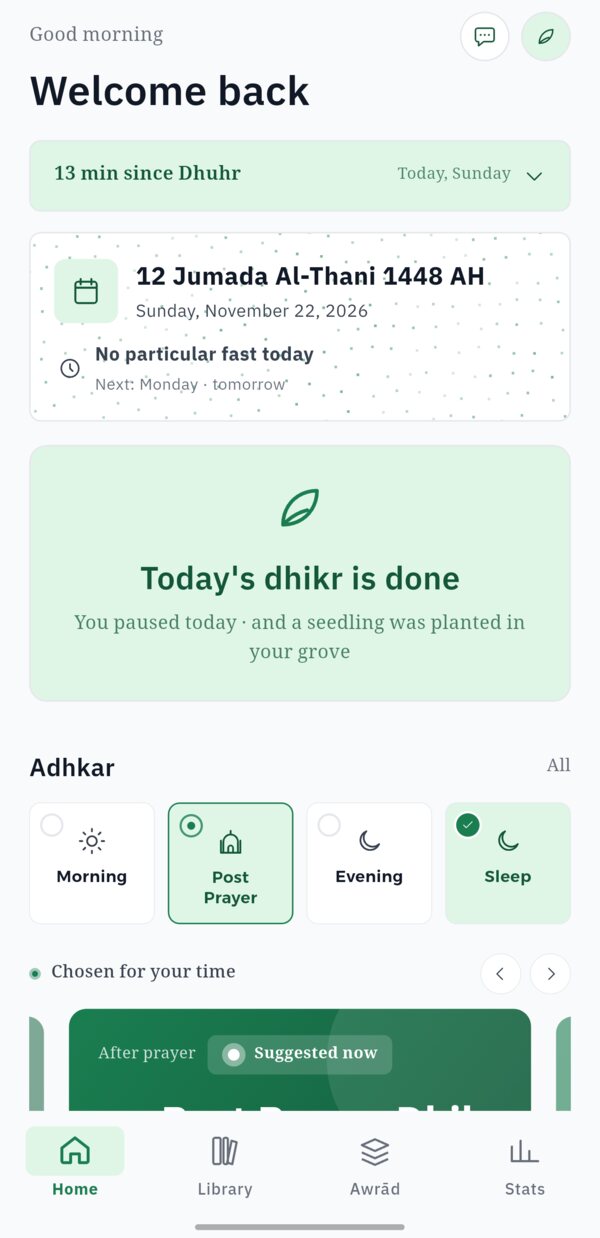 Good morning
Welcome back
13 min since Dhuhr
Today, Sunday
12 Jumada Al-Thani 1448 AH
Sunday, November 22, 2026
No particular fast today
Next: Monday · tomorrow
Today's dhikr is done
You paused today · and a seedling was planted in
your grove
Adhkar
All
Morning
Post
Prayer
Evening
Sleep
Chosen for your time
After prayer
Suggested now
Home
Library
Awrād
Stats